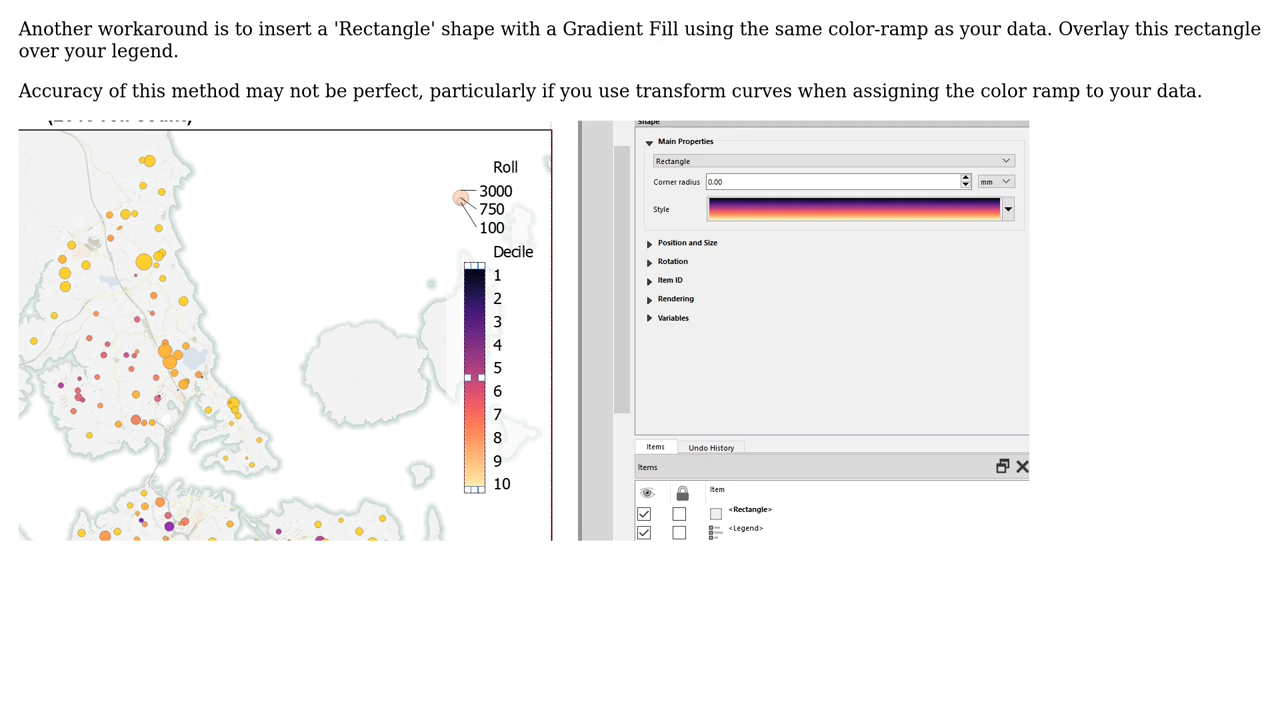 Another workaround is to insert a 'Rectangle' shape with a Gradient Fill using the same color-ramp as your data. Overlay this rectangle
over your legend.
Accuracy of this method may not be perfect, particularly if you use transform curves when assigning the color ramp to your data.
Roll
3000
750
100
Decile
1
2
3
4
5
6
7
8
9
10
Shape
Main Properties
Rectangle
Corner radius 0.00 mm
Style
Position and Size
Rotation
Item ID
Rendering
Variables
Items Undo History
Items
Item
<Rectangle>
<Legend>